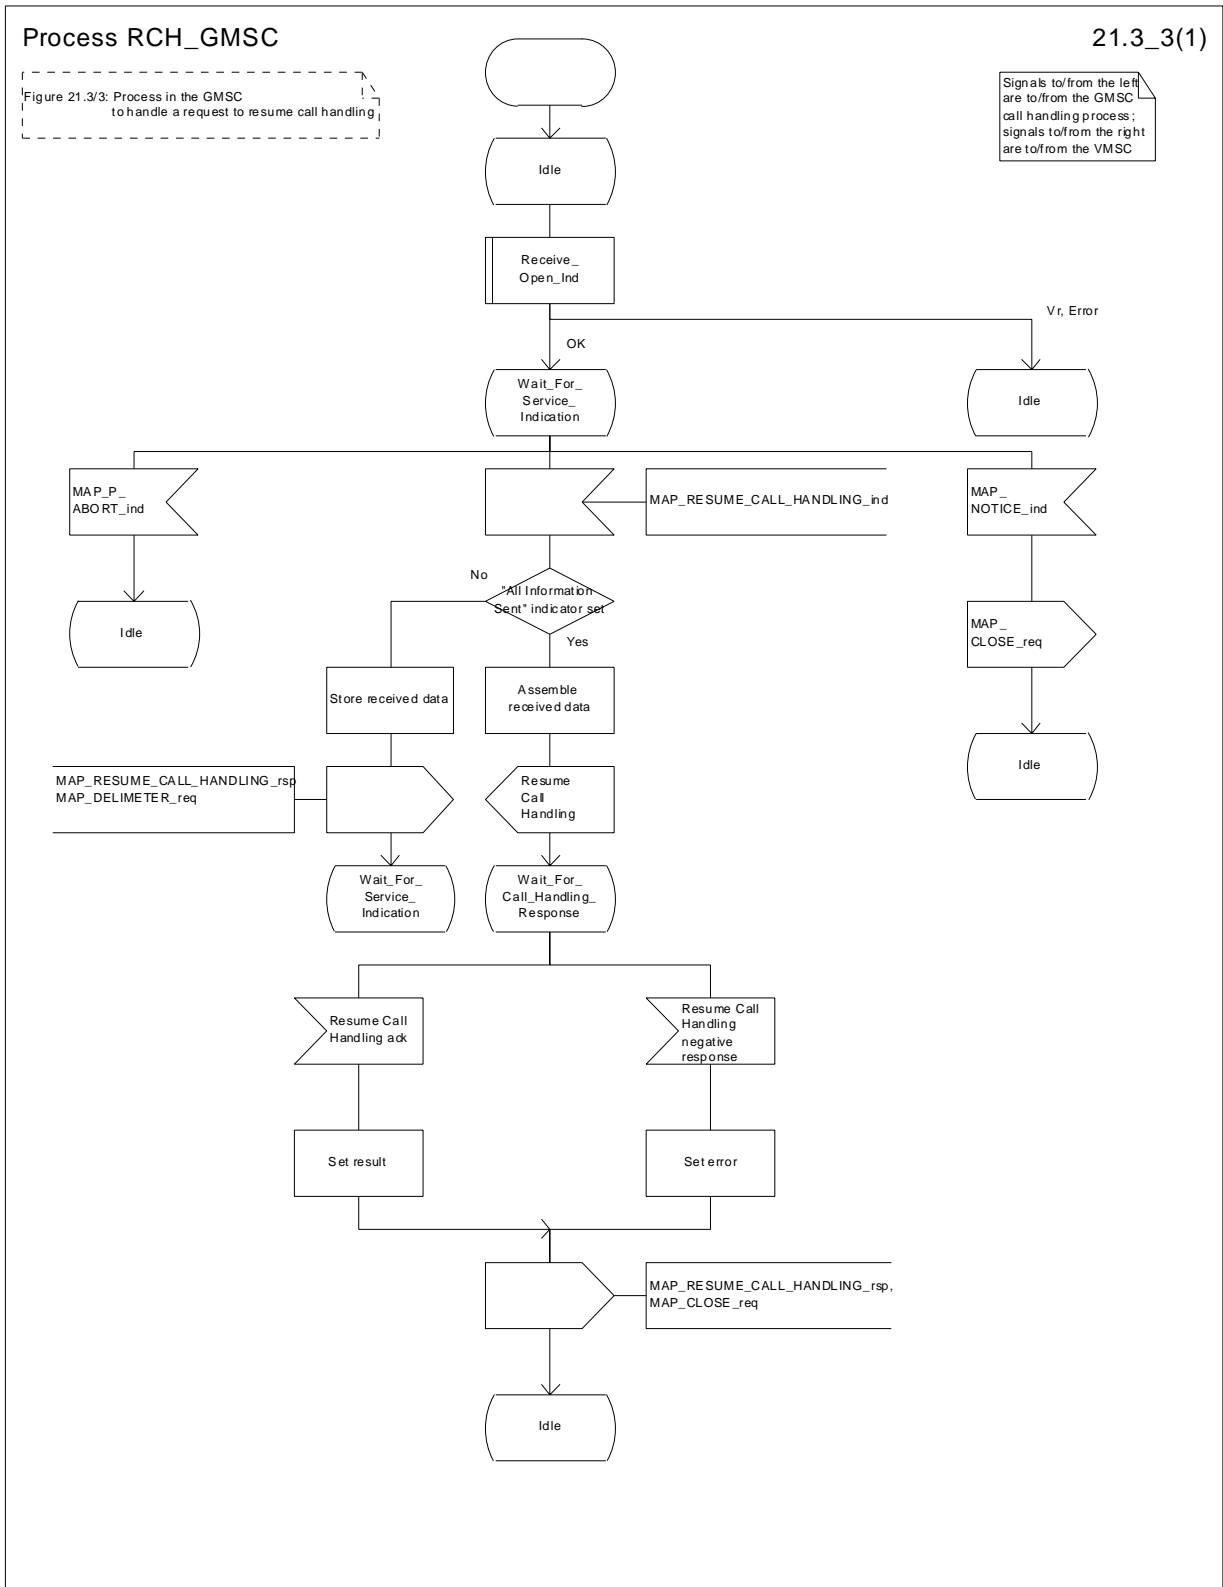 Process RCH_GMSC
21.3_3(1)
Figure 21.3/3: Process in the GMSC
to handle a request to resume call handling
Signals to/from the left
are to/from the GMSC
call handling process;
signals to/from the right
are to/from the VMSC
Idle
Receive_
Open_Ind
Vr, Error
OK
Wait_For_
Service_
Indication
Idle
MAP_P_
ABORT_ind
MAP_RESUME_CALL_HANDLING_ind
MAP_
NOTICE_ind
No
"All Information
Sent" indicator set
Yes
Idle
MAP_
CLOSE_req
Store received data
Assemble
received data
Idle
MAP_RESUME_CALL_HANDLING_rsp
MAP_DELIMETER_req
Resume
Call
Handling
Wait_For_
Service_
Indication
Wait_For_
Call_Handling_
Response
Resume Call
Handling ack
Resume Call
Handling
negative
response
Set result
Set error
MAP_RESUME_CALL_HANDLING_rsp,
MAP_CLOSE_req
Idle